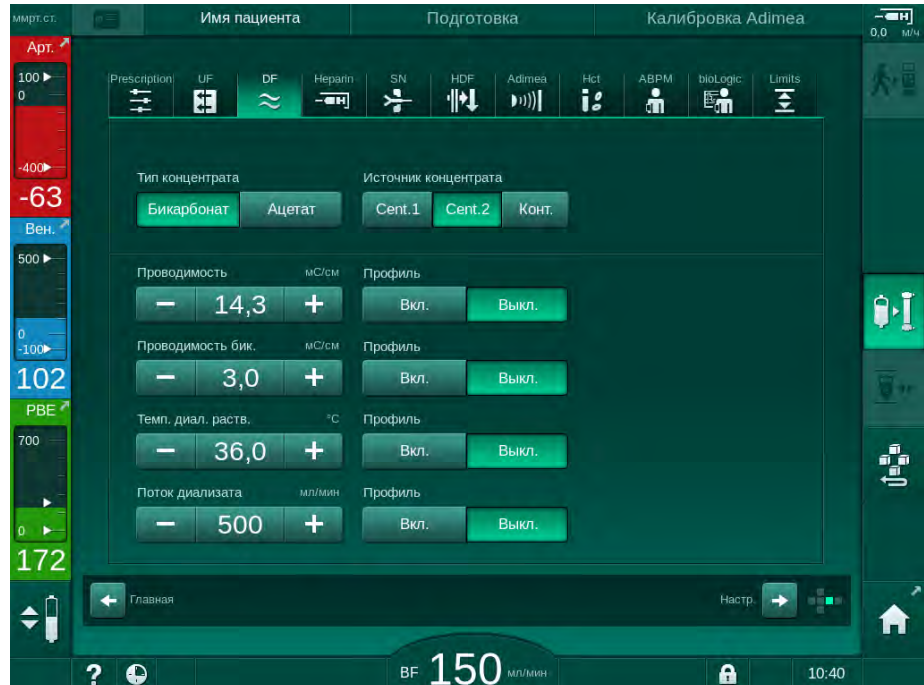 ммрт.ст. Имя пациента Подготовка Калибровка Adimea
0,0 м/ч
Арт.
100
0
-400
-63
Вен.
500
0
-100
102
PBE
700
0
172
Prescription UF DF Heparin SN HDF Adimea Hct ABPM bioLogic Limits
Тип концентрата Источник концентрата
Бикарбонат Ацетат Cent.1 Cent.2 Конт.
Проводимость мС/см Профиль
− 14,3 + Вкл. Выкл.
Проводимость бик. мС/см Профиль
− 3,0 + Вкл. Выкл.
Темп. диал. раств. °C Профиль
− 36,0 + Вкл. Выкл.
Поток диализата мл/мин Профиль
− 500 + Вкл. Выкл.
Главная Настр.
? BF 150 мл/мин 10:40